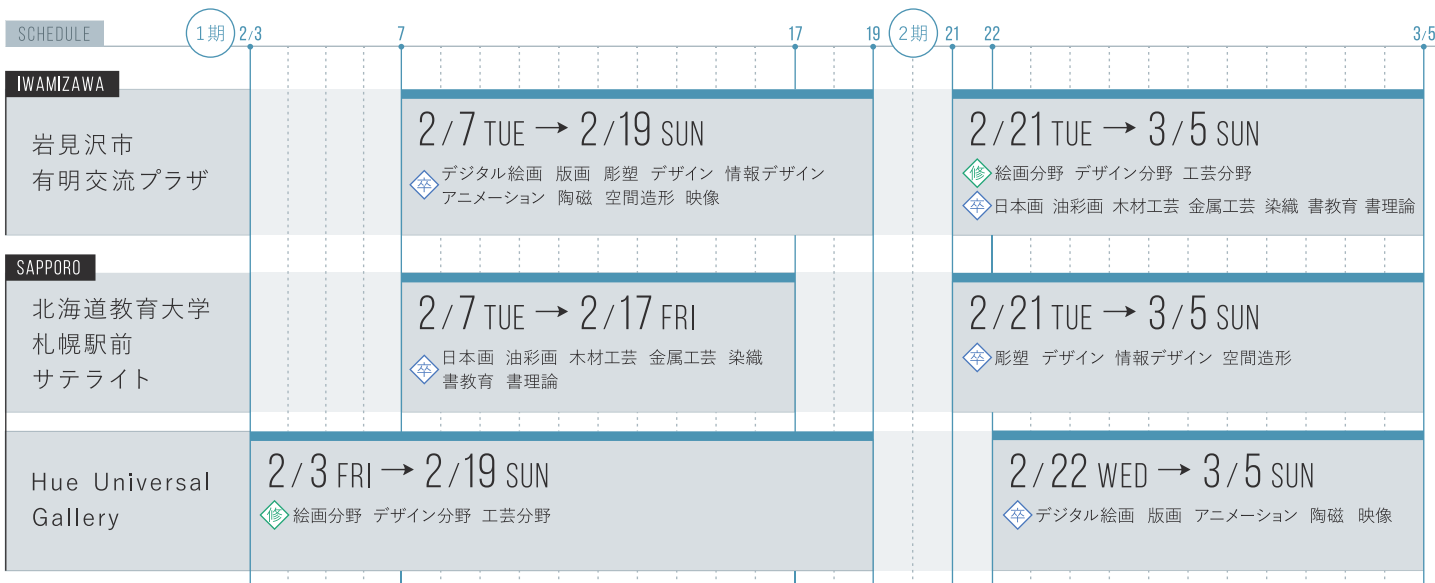 SCHEDULE 1期 2/3 7 17 19 2期 21 22 3/5
IWAMIZAWA
岩見沢市
有明交流プラザ
2/7 TUE → 2/19 SUN
卒 デジタル絵画 版画 彫塑 デザイン 情報デザイン
アニメーション 陶磁 空間造形 映像
2/21 TUE → 3/5 SUN
修 絵画分野 デザイン分野 工芸分野
卒 日本画 油彩画 木材工芸 金属工芸 染織 書教育 書理論
SAPPORO
北海道教育大学
札幌駅前
サテライト
2/7 TUE → 2/17 FRI
卒 日本画 油彩画 木材工芸 金属工芸 染織
書教育 書理論
2/21 TUE → 3/5 SUN
卒 彫塑 デザイン 情報デザイン 空間造形
Hue Universal
Gallery
2/3 FRI → 2/19 SUN
修 絵画分野 デザイン分野 工芸分野
2/22 WED → 3/5 SUN
卒 デジタル絵画 版画 アニメーション 陶磁 映像